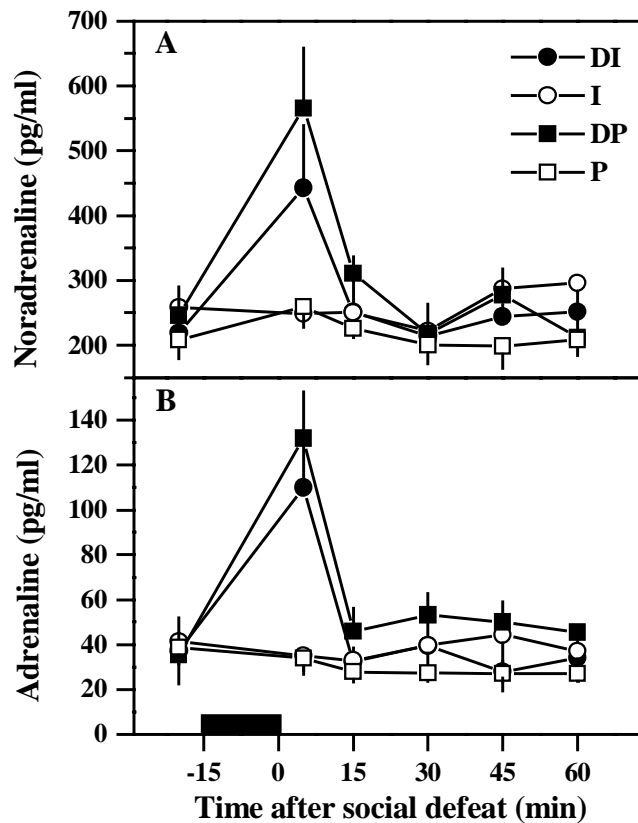 A
DI
I
DP
P
Noradrenaline (pg/ml)
700
600
500
400
300
200
B
Adrenaline (pg/ml)
140
120
100
80
60
40
20
0
-15 0 15 30 45 60
Time after social defeat (min)